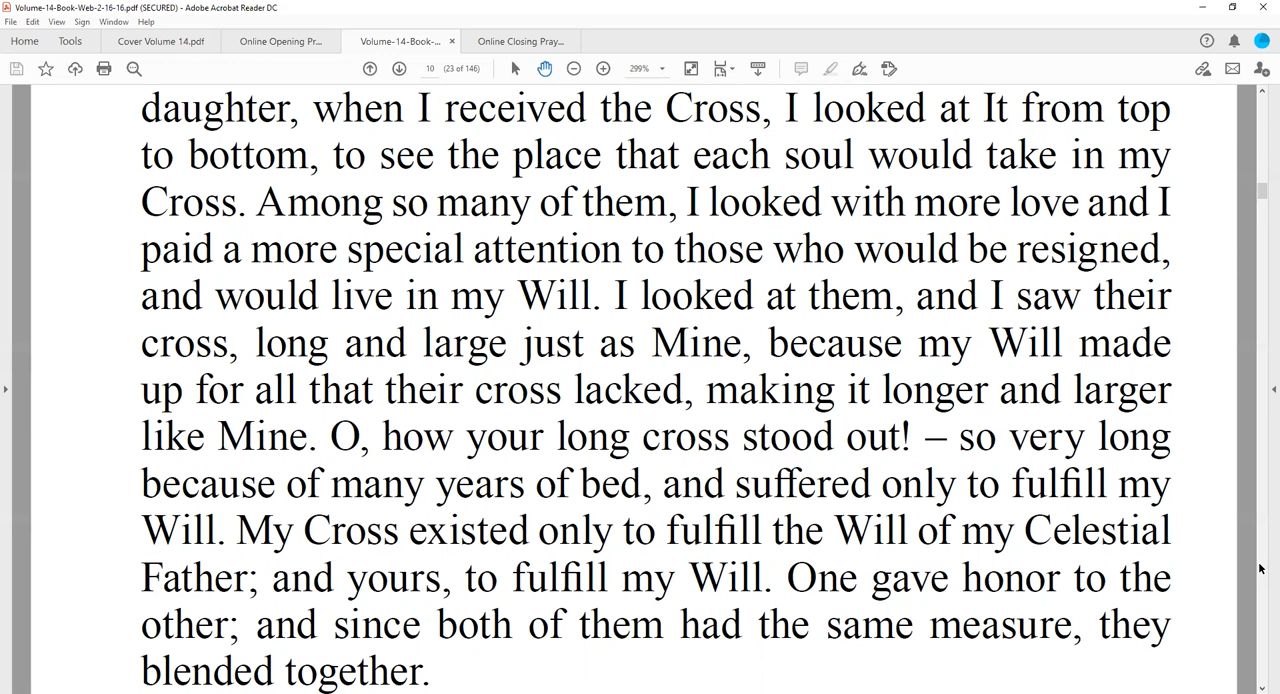 Volume-14-Book-Web-2-16-16.pdf (SECURED) - Adobe Acrobat Reader DC
File Edit View Sign Window Help
Home Tools Cover Volume 14.pdf Online Opening Pr... Volume-14-Book-... × Online Closing Pray...
10 (23 of 146) 299%
daughter, when I received the Cross, I looked at It from top
to bottom, to see the place that each soul would take in my
Cross. Among so many of them, I looked with more love and I
paid a more special attention to those who would be resigned,
and would live in my Will. I looked at them, and I saw their
cross, long and large just as Mine, because my Will made
up for all that their cross lacked, making it longer and larger
like Mine. O, how your long cross stood out! – so very long
because of many years of bed, and suffered only to fulfill my
Will. My Cross existed only to fulfill the Will of my Celestial
Father; and yours, to fulfill my Will. One gave honor to the
other; and since both of them had the same measure, they
blended together.